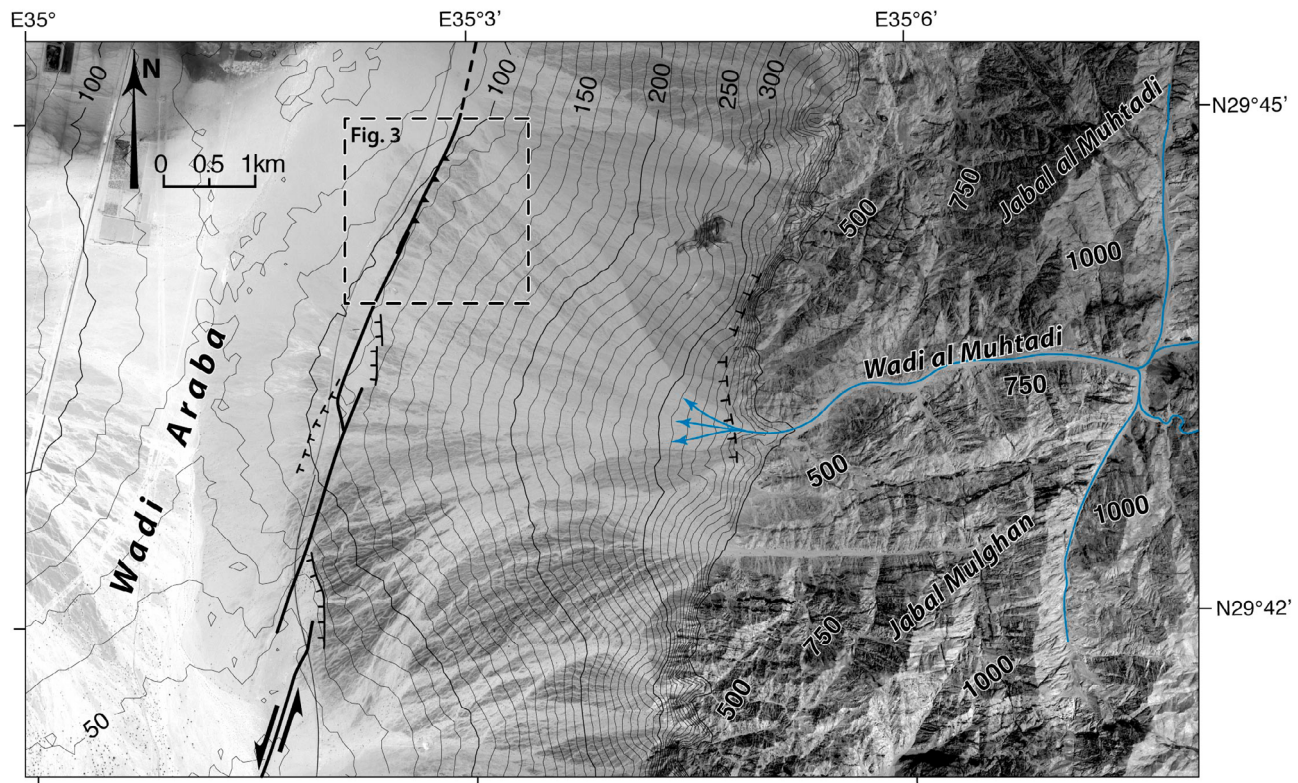 E35°
E35°3’
E35°6’
N29°45’
N29°42’
N
0 0.5 1km
Fig. 3
100
100
150
200
250
300
500
750
Jabal al Muhtadi
1000
Wadi al Muhtadi
750
Wadi Araba
500
1000
Jabal Mulghan
750
1000
500
50